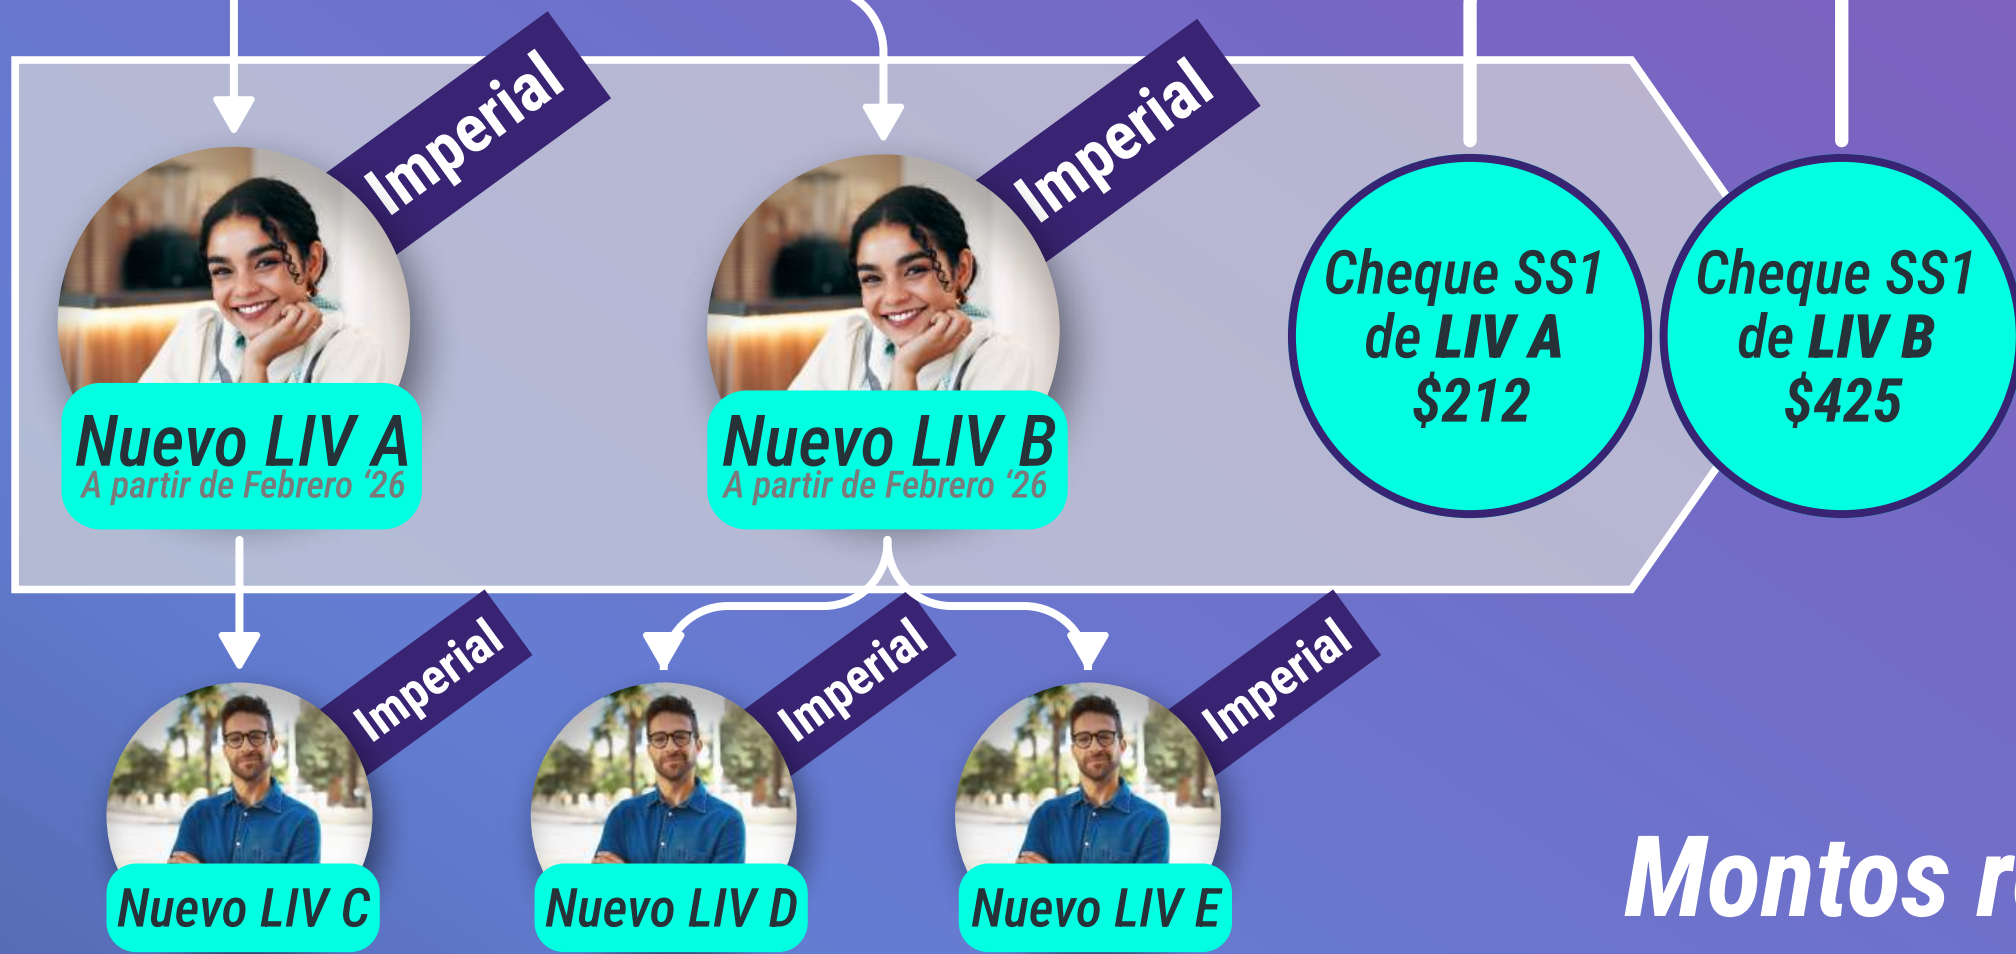 Imperial
Imperial
Nuevo LIV A
A partir de Febrero ‘26
Nuevo LIV B
A partir de Febrero ‘26
Cheque SS1
de LIV A
$212
Cheque SS1
de LIV B
$425
Imperial
Imperial
Imperial
Nuevo LIV C
Nuevo LIV D
Nuevo LIV E
Montos